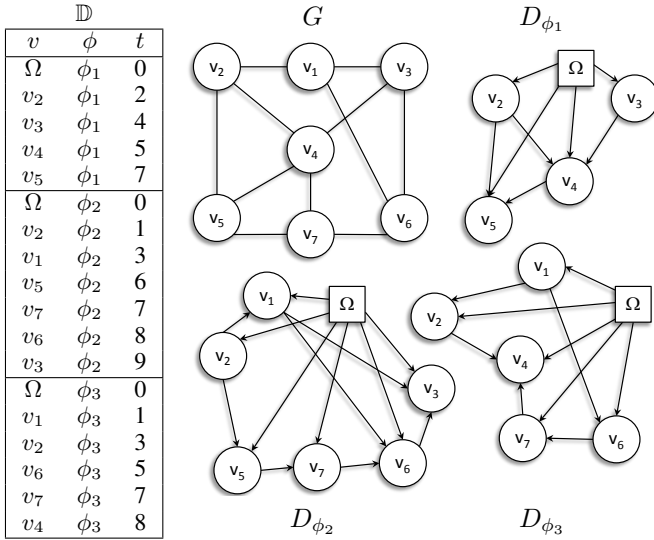 𝔻
v ϕ t
Ω ϕ₁ 0
v₂ ϕ₁ 2
v₃ ϕ₁ 4
v₄ ϕ₁ 5
v₅ ϕ₁ 7
Ω ϕ₂ 0
v₂ ϕ₂ 1
v₁ ϕ₂ 3
v₅ ϕ₂ 6
v₇ ϕ₂ 7
v₆ ϕ₂ 8
v₃ ϕ₂ 9
Ω ϕ₃ 0
v₁ ϕ₃ 1
v₂ ϕ₃ 3
v₆ ϕ₃ 5
v₇ ϕ₃ 7
v₄ ϕ₃ 8
G
v₂ v₁ v₃
v₄
v₅ v₇ v₆
D_ϕ₁
Ω
v₂ v₃
v₄
v₅
v₁ Ω
v₂
v₃
v₅ v₇ v₆
D_ϕ₂
v₁
Ω
v₂
v₄
v₇ v₆
D_ϕ₃